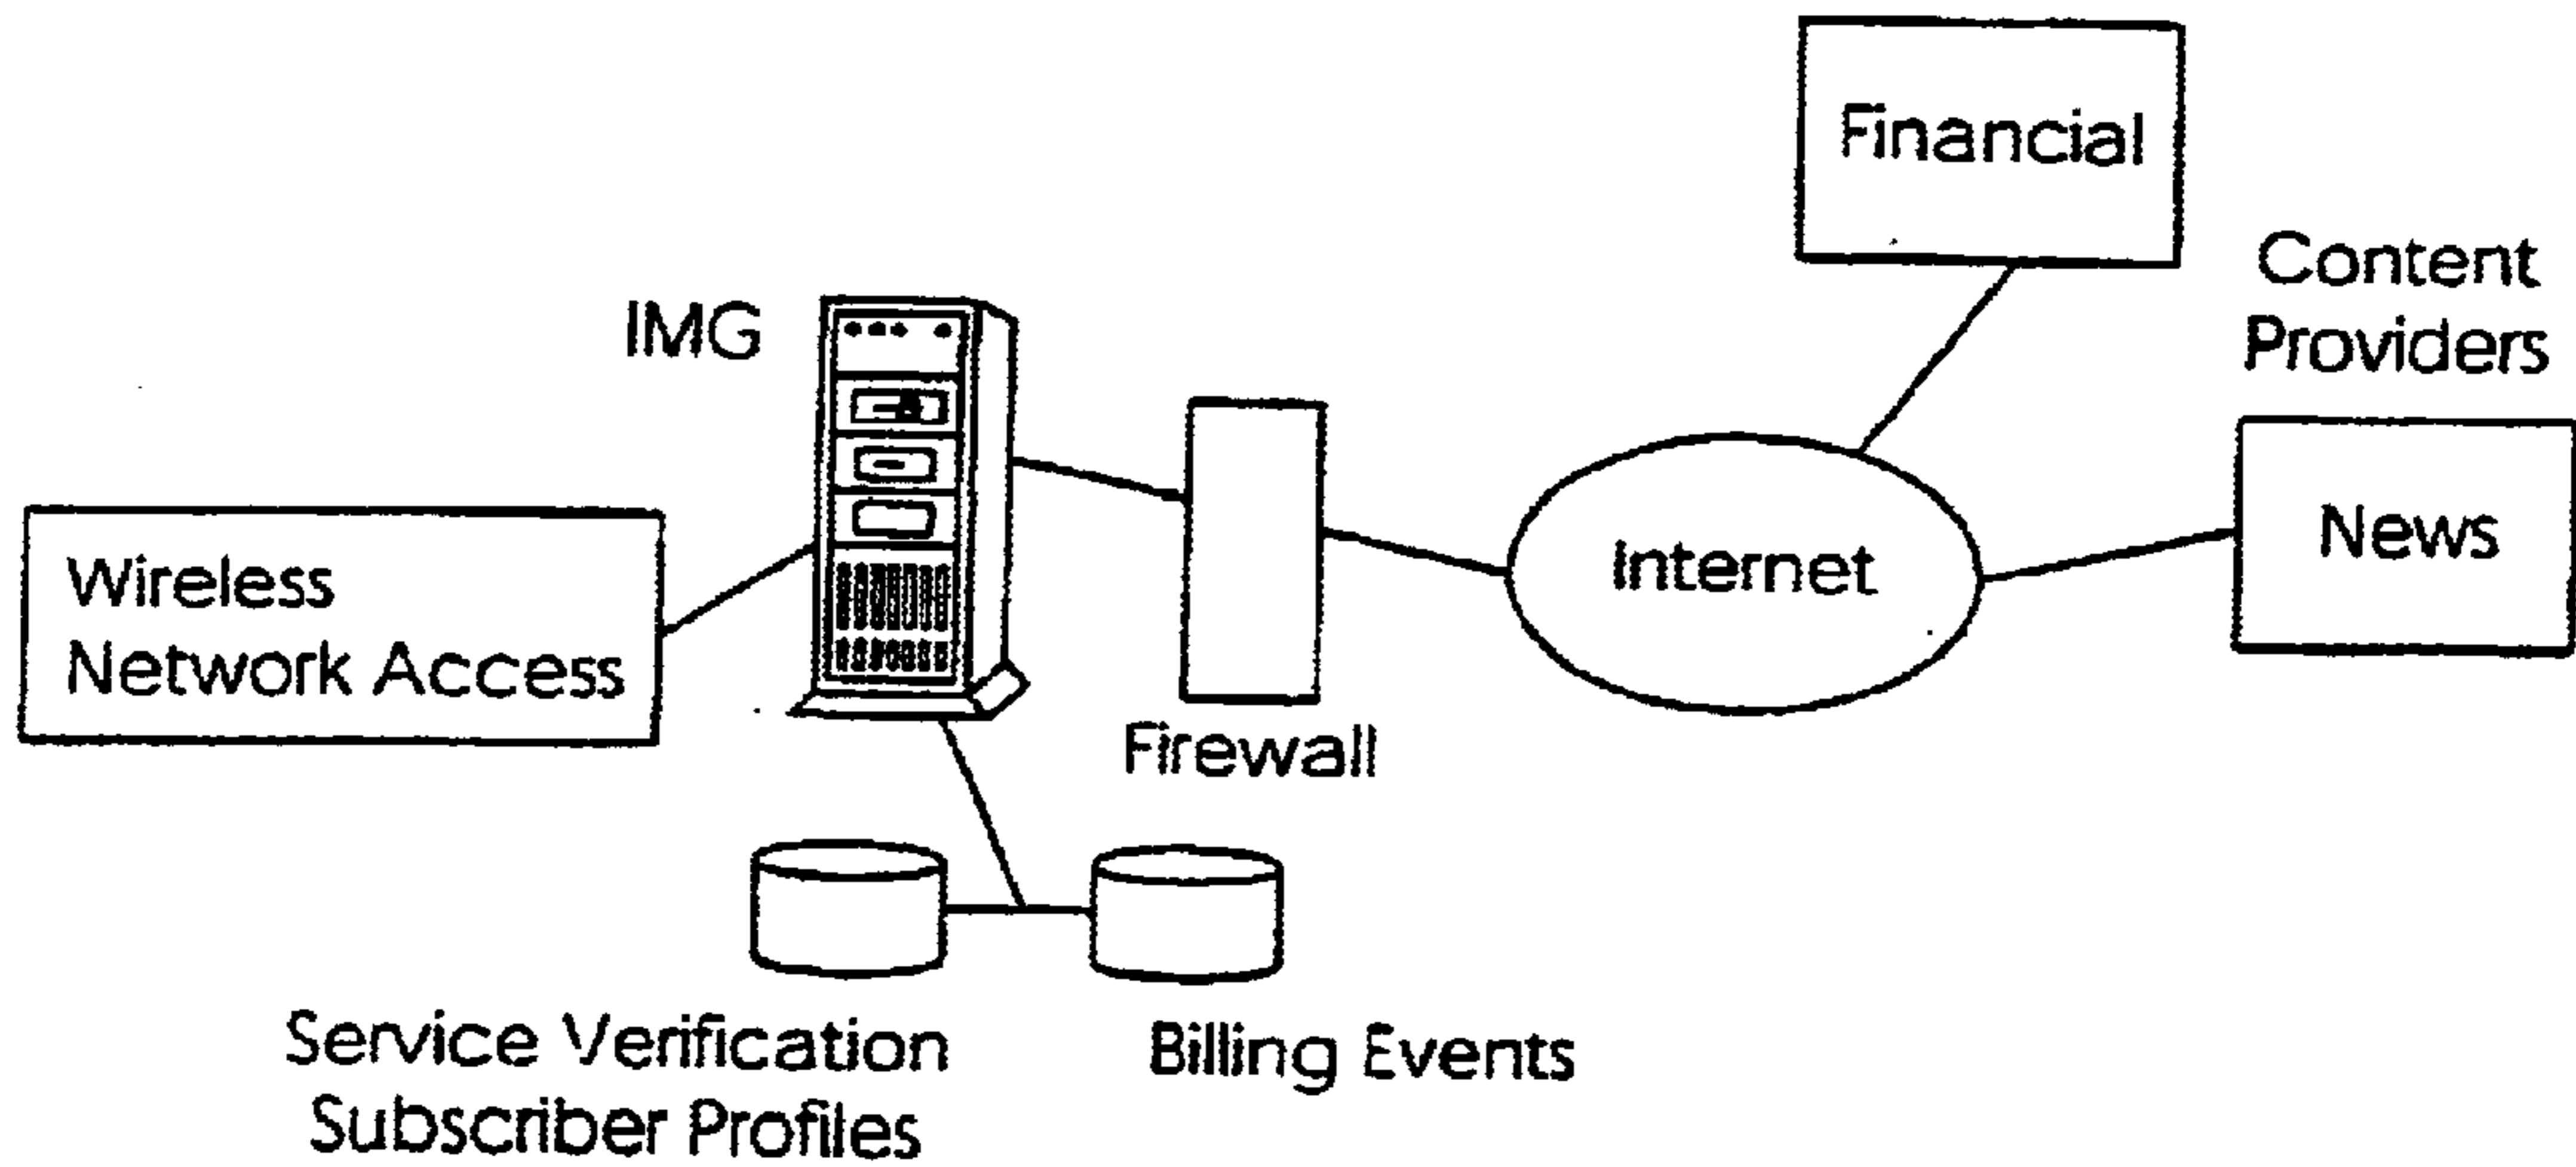 Financial
Content
Providers
IMG
News
Internet
Wireless
Network Access
Firewall
Service Verification
Subscriber Profiles
Billing Events